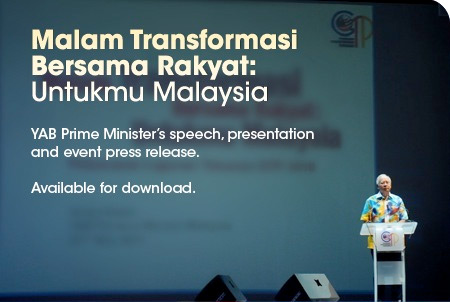 Malam Transformasi
Bersama Rakyat:
Untukmu Malaysia
YAB Prime Minister's speech, presentation
and event press release.
Available for download.